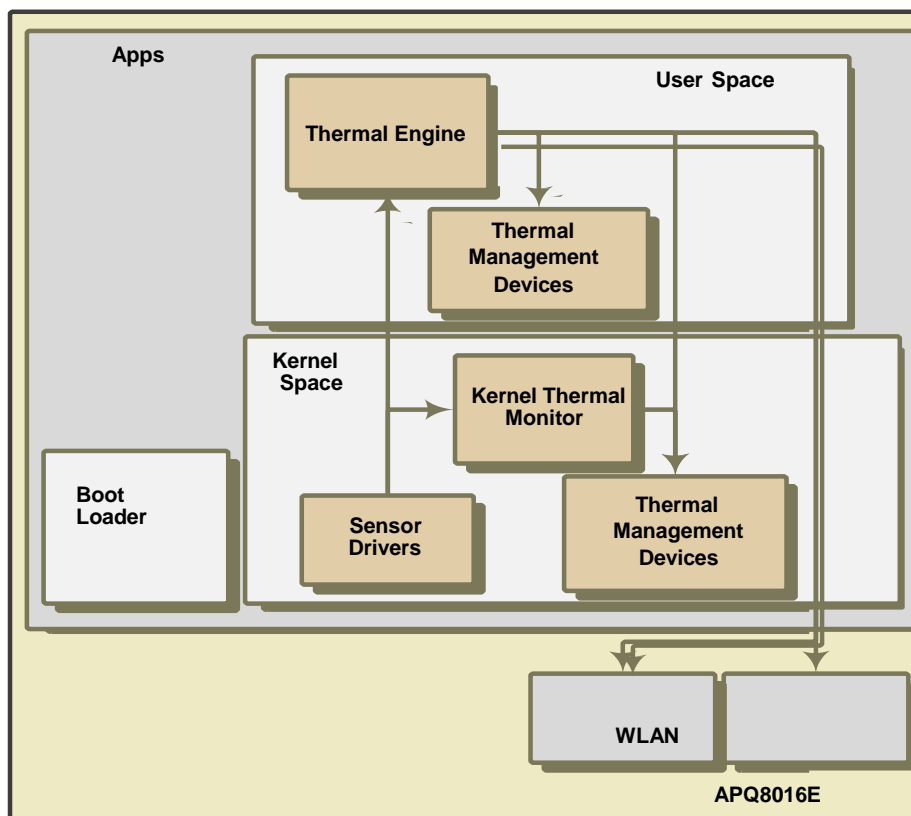 Apps
User Space
Thermal Engine
Thermal
Management
Devices
Kernel
Space
Kernel Thermal
Monitor
Boot
Loader
Sensor
Drivers
Thermal
Management
Devices
WLAN
APQ8016E